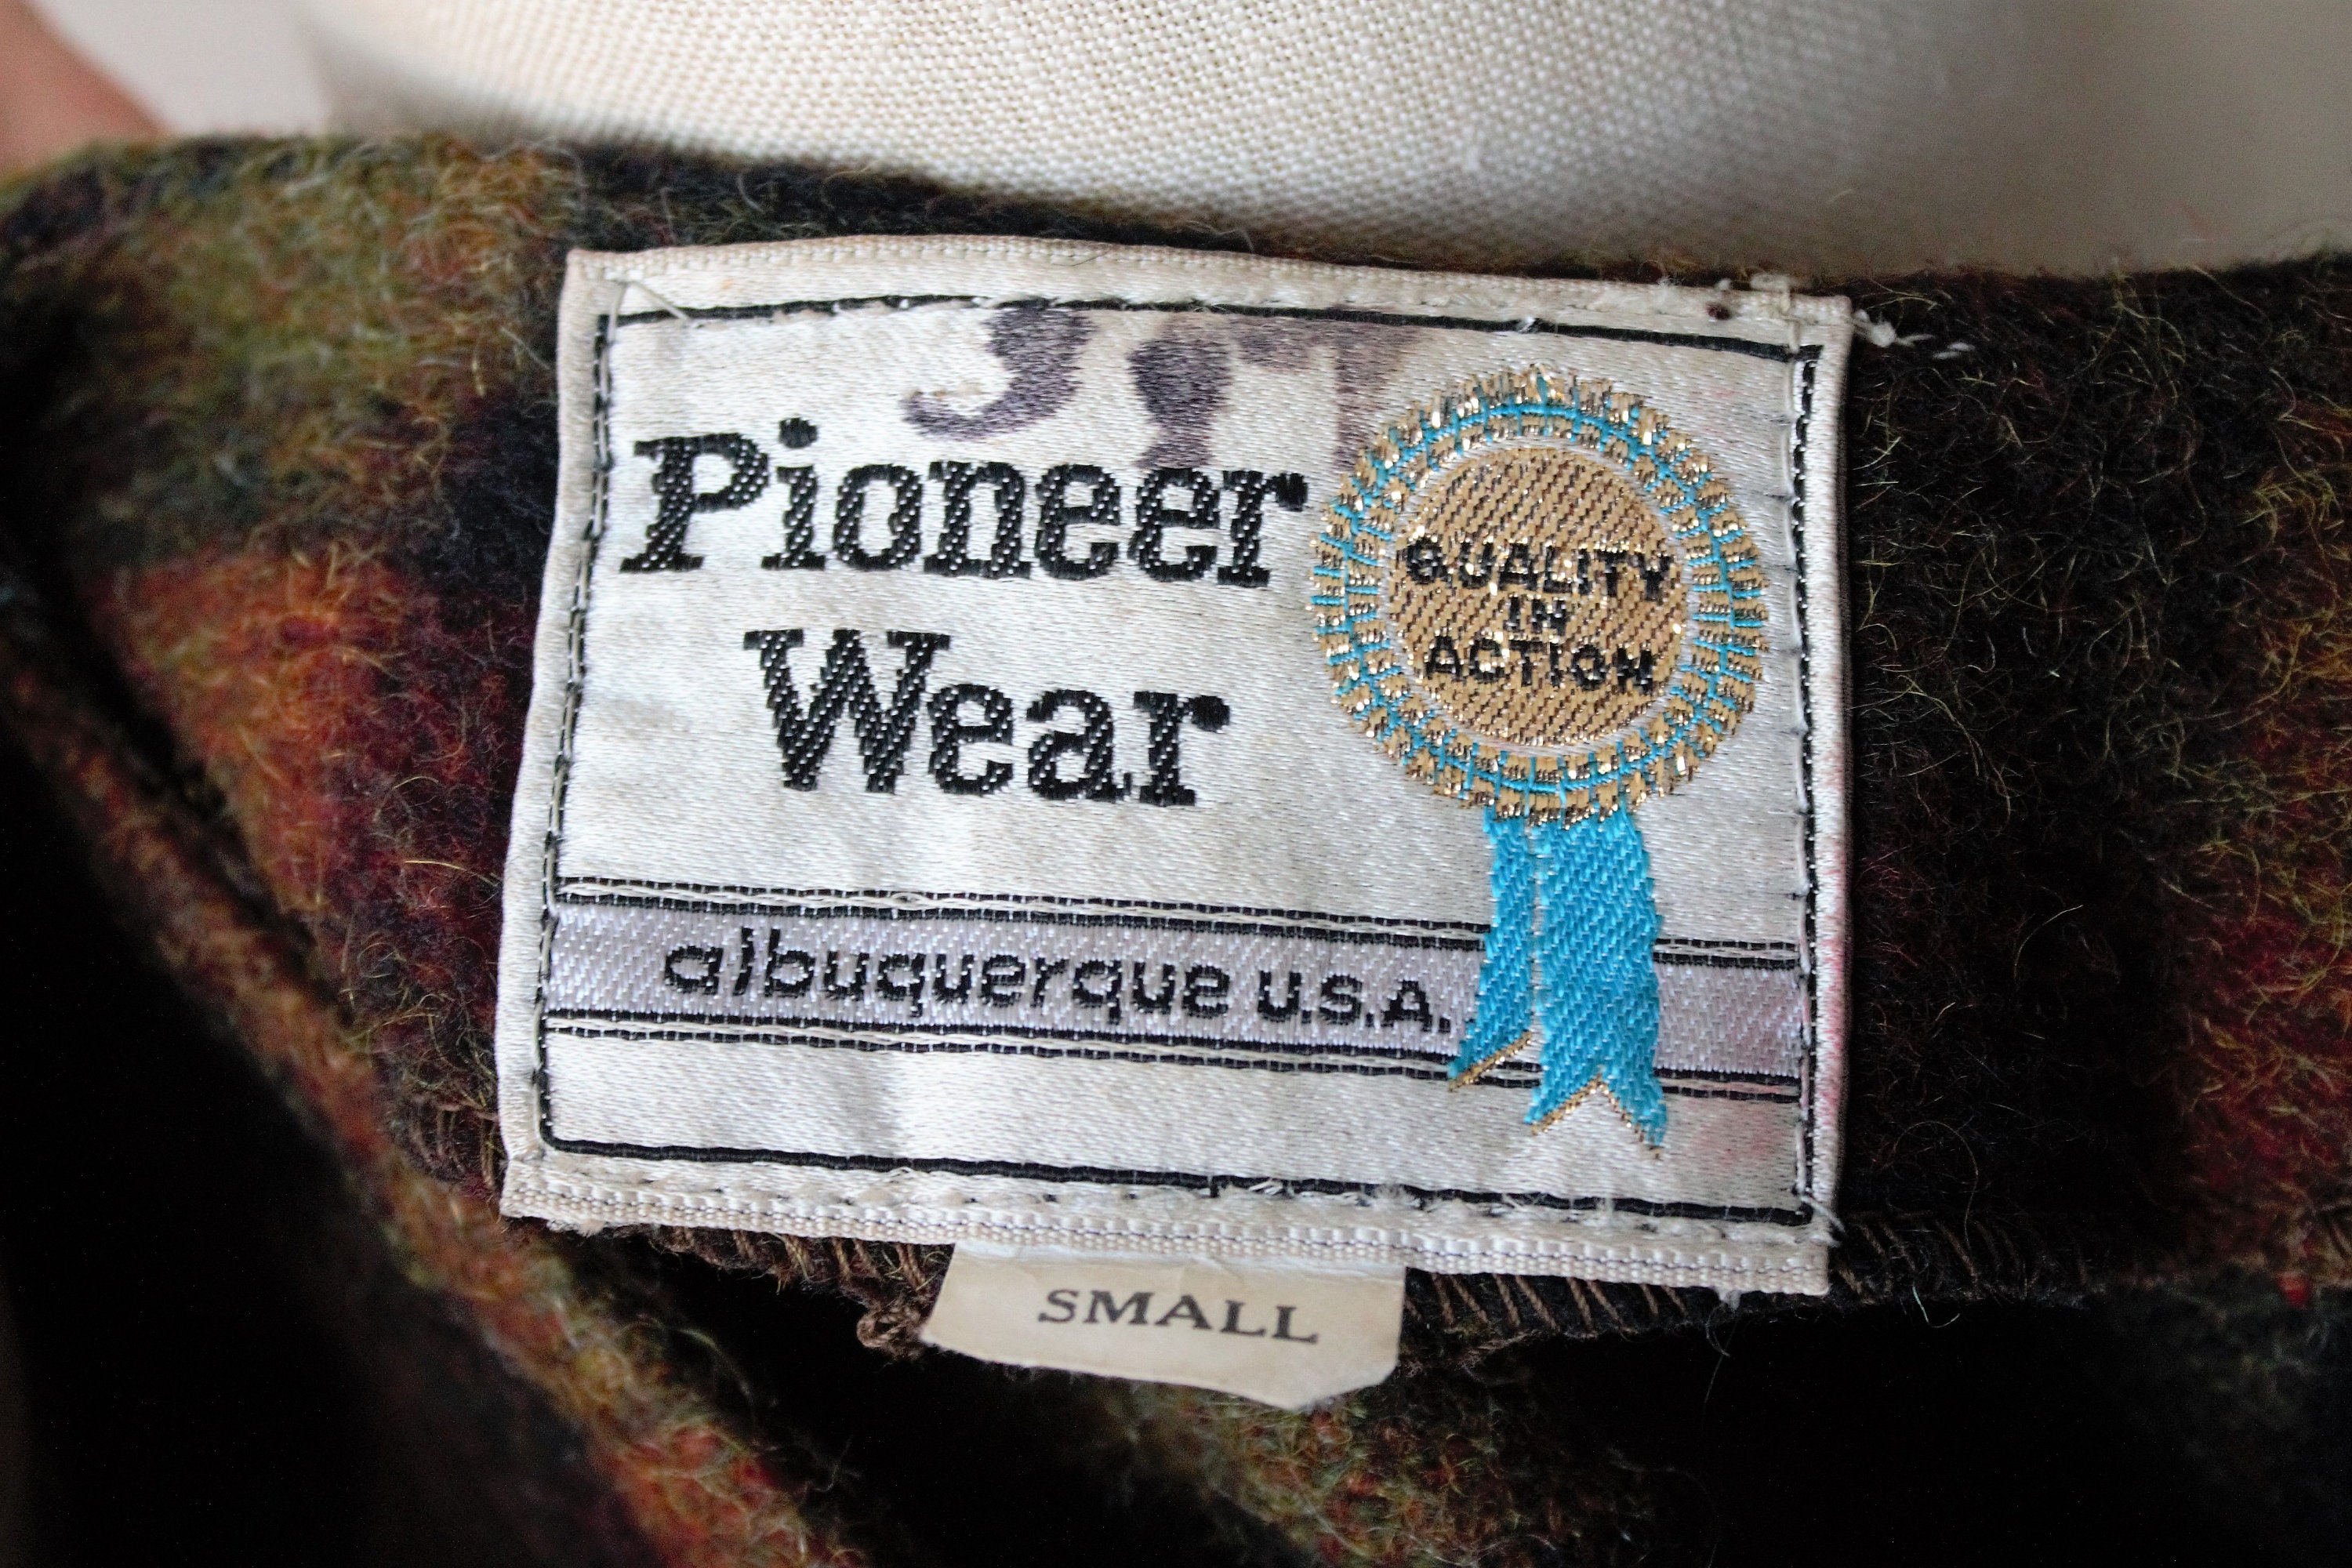 Pioneer
Wear
QUALITY
IN
ACTION
albuquerque U.S.A.
SMALL